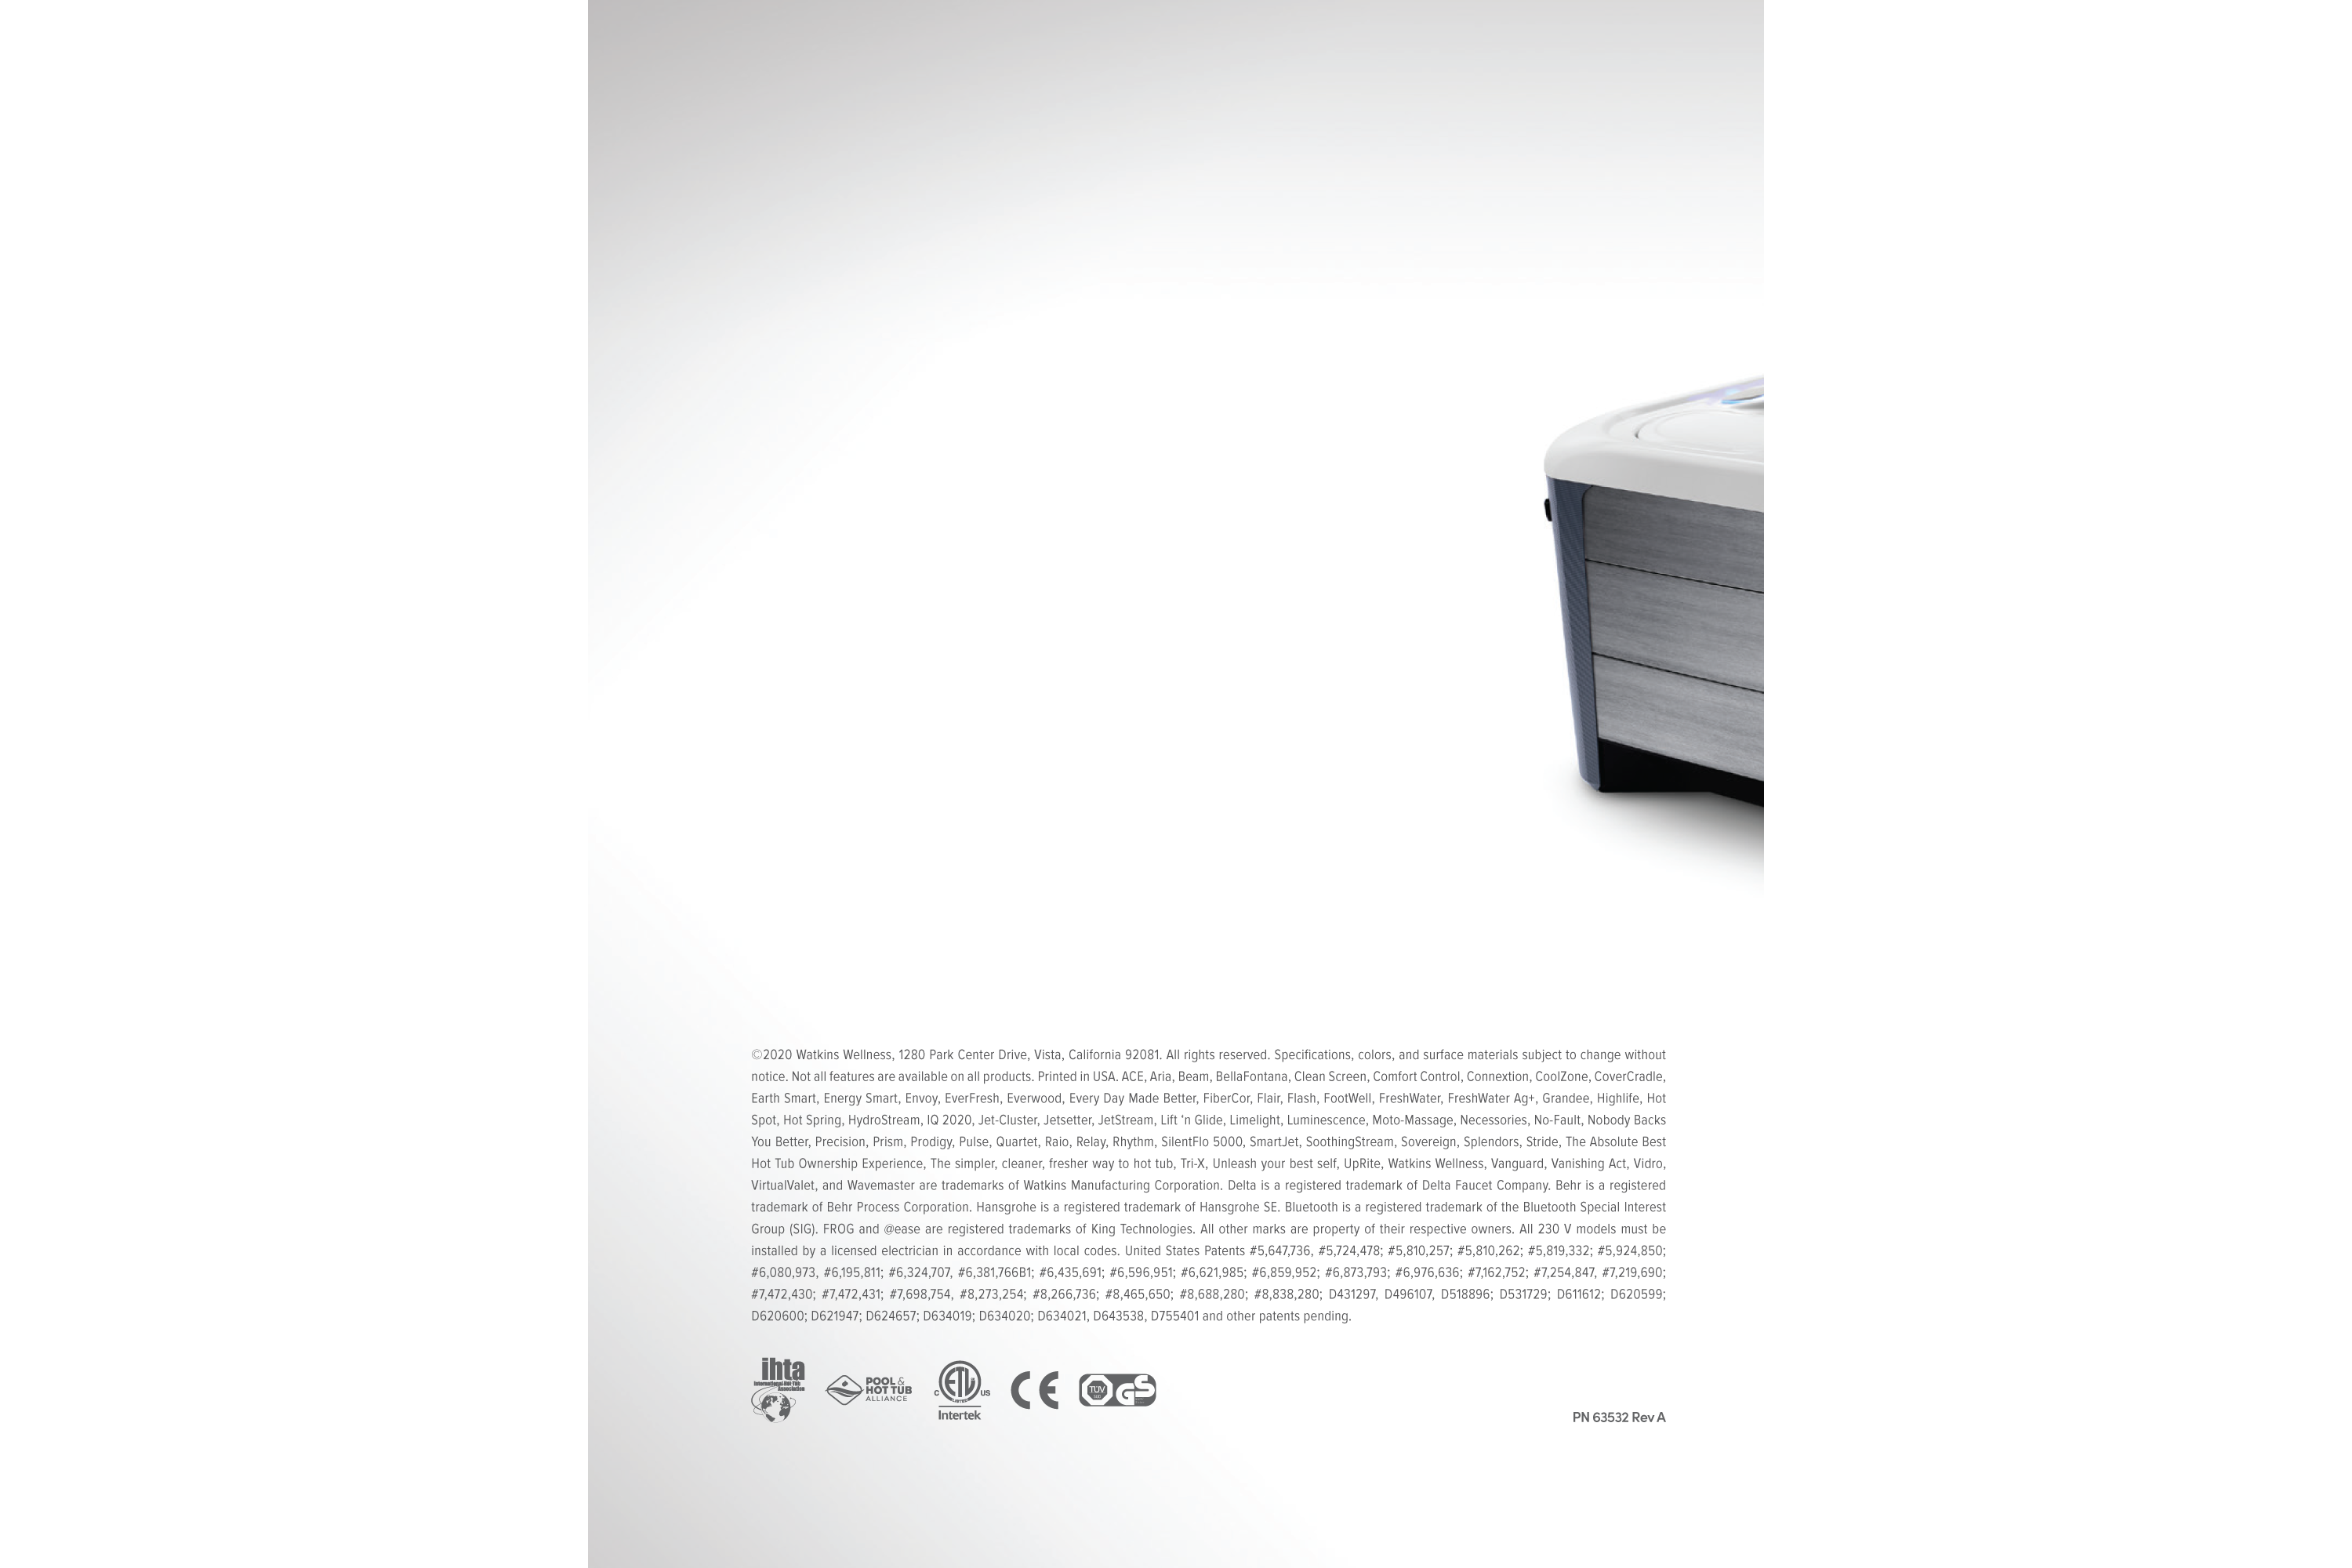 ©2020 Watkins Wellness, 1280 Park Center Drive, Vista, California 92081. All rights reserved. Specifications, colors, and surface materials subject to change without
notice. Not all features are available on all products. Printed in USA. ACE, Aria, Beam, BellaFontana, Clean Screen, Comfort Control, Connextion, CoolZone, CoverCradle,
Earth Smart, Energy Smart, Envoy, EverFresh, Everwood, Every Day Made Better, FiberCor, Flair, Flash, FootWell, FreshWater, FreshWater Ag+, Grandee, Highlife, Hot
Spot, Hot Spring, HydroStream, IQ 2020, Jet-Cluster, Jetsetter, JetStream, Lift ‘n Glide, Limelight, Luminescence, Moto-Massage, Necessories, No-Fault, Nobody Backs
You Better, Precision, Prism, Prodigy, Pulse, Quartet, Raio, Relay, Rhythm, SilentFlo 5000, SmartJet, SoothingStream, Sovereign, Splendors, Stride, The Absolute Best
Hot Tub Ownership Experience, The simpler, cleaner, fresher way to hot tub, Tri-X, Unleash your best self, UpRite, Watkins Wellness, Vanguard, Vanishing Act, Vidro,
VirtualValet, and Wavemaster are trademarks of Watkins Manufacturing Corporation. Delta is a registered trademark of Delta Faucet Company. Behr is a registered
trademark of Behr Process Corporation. Hansgrohe is a registered trademark of Hansgrohe SE. Bluetooth is a registered trademark of the Bluetooth Special Interest
Group (SIG). FROG and @ease are registered trademarks of King Technologies. All other marks are property of their respective owners. All 230 V models must be
installed by a licensed electrician in accordance with local codes. United States Patents #5,647,736, #5,724,478; #5,810,257; #5,810,262; #5,819,332; #5,924,850;
#6,080,973, #6,195,811; #6,324,707, #6,381,766B1; #6,435,691; #6,596,951; #6,621,985; #6,859,952; #6,873,793; #6,976,636; #7,162,752; #7,254,847, #7,219,690;
#7,472,430; #7,472,431; #7,698,754, #8,273,254; #8,266,736; #8,465,650; #8,688,280; #8,838,280; D431297, D496107, D518896; D531729; D611612; D620599;
D620600; D621947; D624657; D634019; D634020; D634021, D643538, D755401 and other patents pending.
ihta
International Hot Tub
Association
POOL &
HOT TUB
ALLIANCE
C ETL US
Intertek
CE
TÜV
GS
PN 63532 Rev A